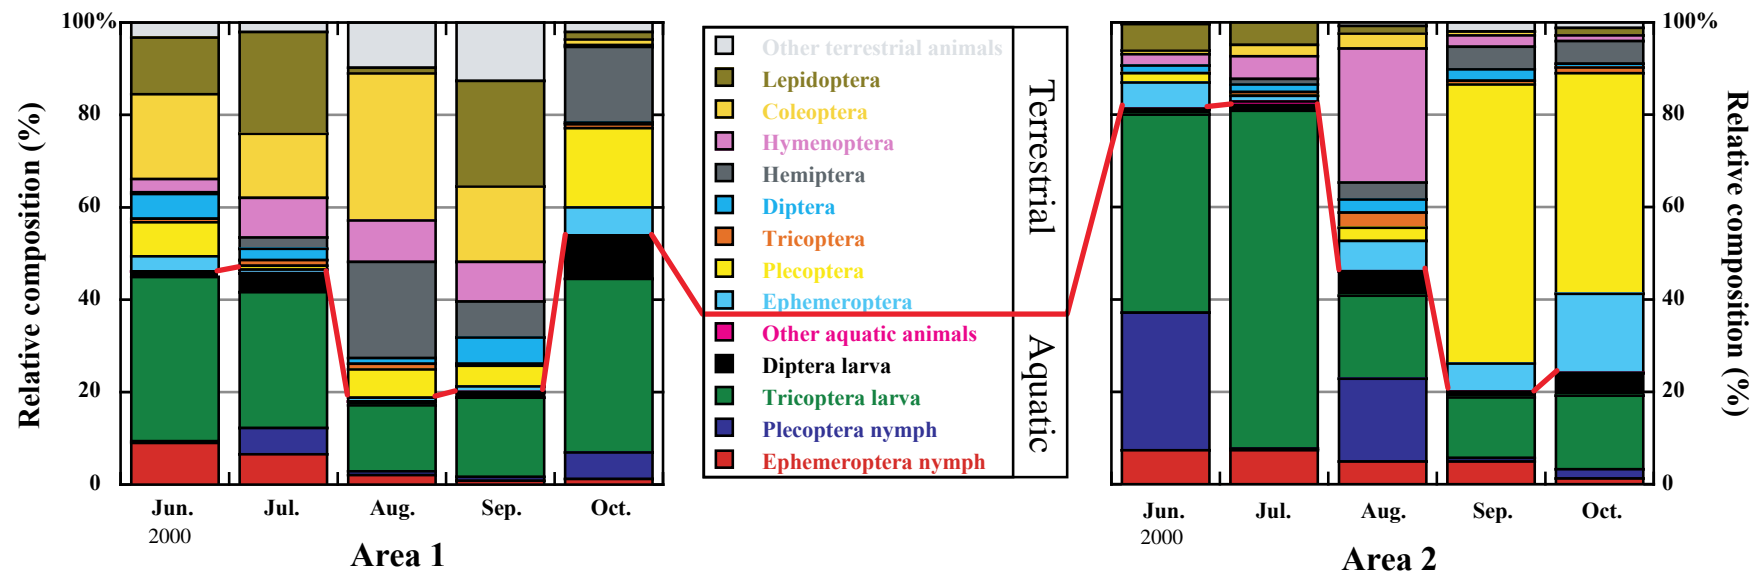 Relative composition (%)
100%
80
60
40
20
0
Jun.
2000
Jul.
Aug.
Sep.
Oct.
Area 1
Other terrestrial animals
Lepidoptera
Coleoptera
Hymenoptera
Hemiptera
Diptera
Tricoptera
Plecoptera
Ephemeroptera
Other aquatic animals
Diptera larva
Tricoptera larva
Plecoptera nymph
Ephemeroptera nymph
Terrestrial
Aquatic
Jun.
2000
Jul.
Aug.
Sep.
Oct.
Area 2
100%
80
60
40
20
0
Relative composition (%)